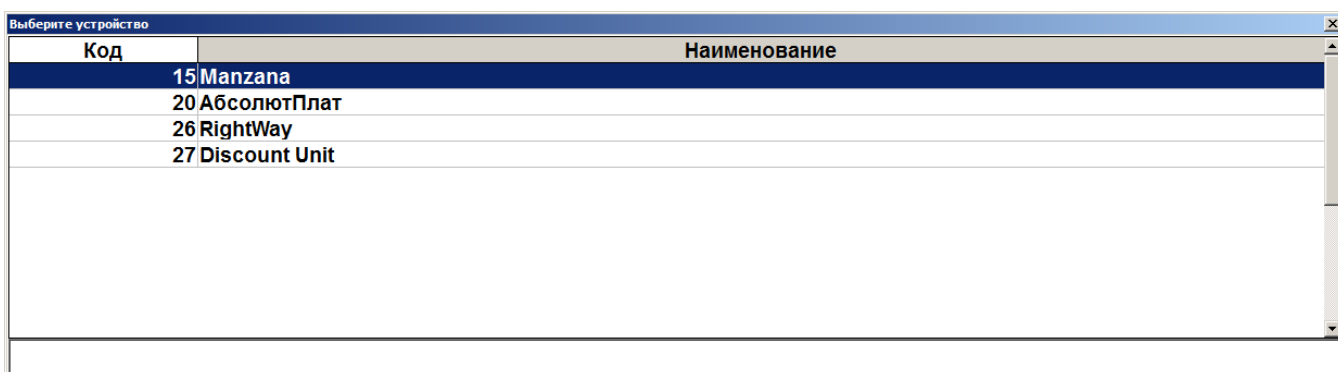 Выберите устройство
Код Наименование
15 Manzana
20 АбсолютПлат
26 RightWay
27 Discount Unit